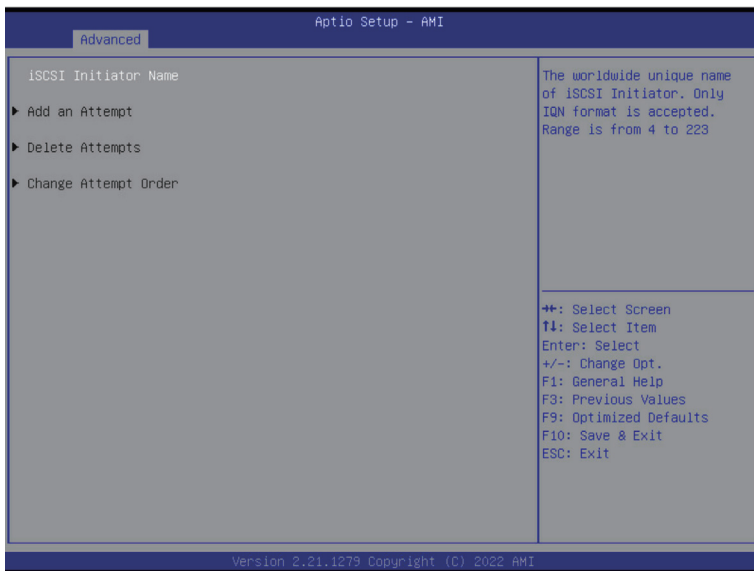 Aptio Setup – AMI
Advanced
iSCSI Initiator Name
▶ Add an Attempt
▶ Delete Attempts
▶ Change Attempt Order
The worldwide unique name
of iSCSI Initiator. Only
IQN format is accepted.
Range is from 4 to 223
→←: Select Screen
↑↓: Select Item
Enter: Select
+/-: Change Opt.
F1: General Help
F3: Previous Values
F9: Optimized Defaults
F10: Save & Exit
ESC: Exit
Version 2.21.1279 Copyright (C) 2022 AMI